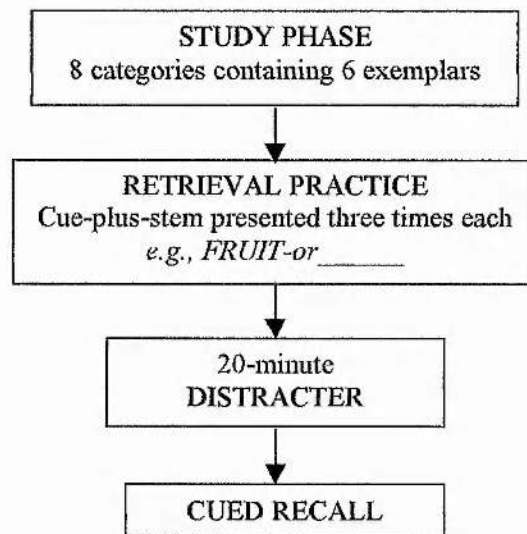 STUDY PHASE
8 categories containing 6 exemplars
RETRIEVAL PRACTICE
Cue-plus-stem presented three times each
e.g., FRUIT-or______
20-minute
DISTRACTER
CUED RECALL